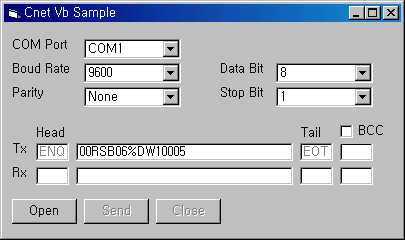 Cnet Vb Sample
COM Port COM1
Boud Rate 9600 Data Bit 8
Parity None Stop Bit 1
Head Tail BCC
Tx ENQ 00RSB06%DW10005 EOT
Rx
Open Send Close